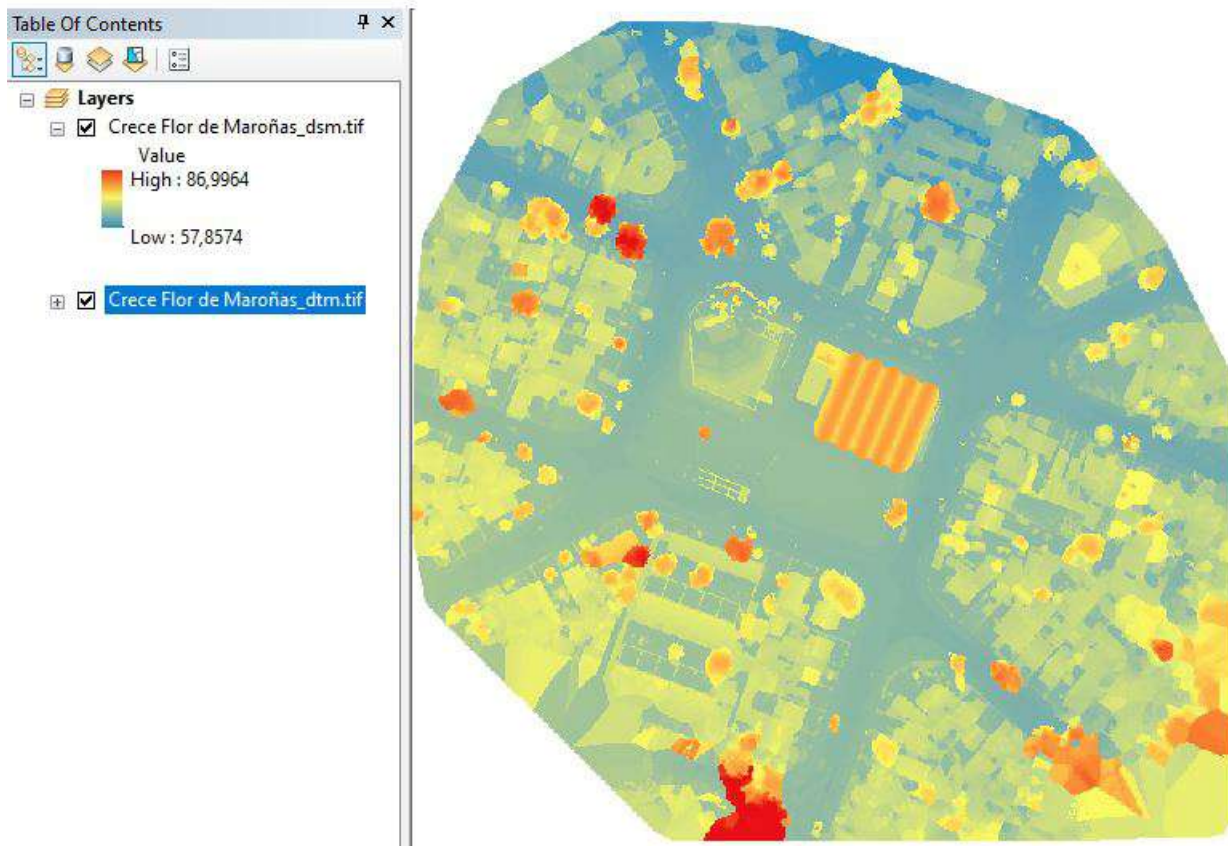 Table Of Contents
Layers
Crece Flor de Maroñas_dsm.tif
Value
High : 86,9964
Low : 57,8574
Crece Flor de Maroñas_dtm.tif